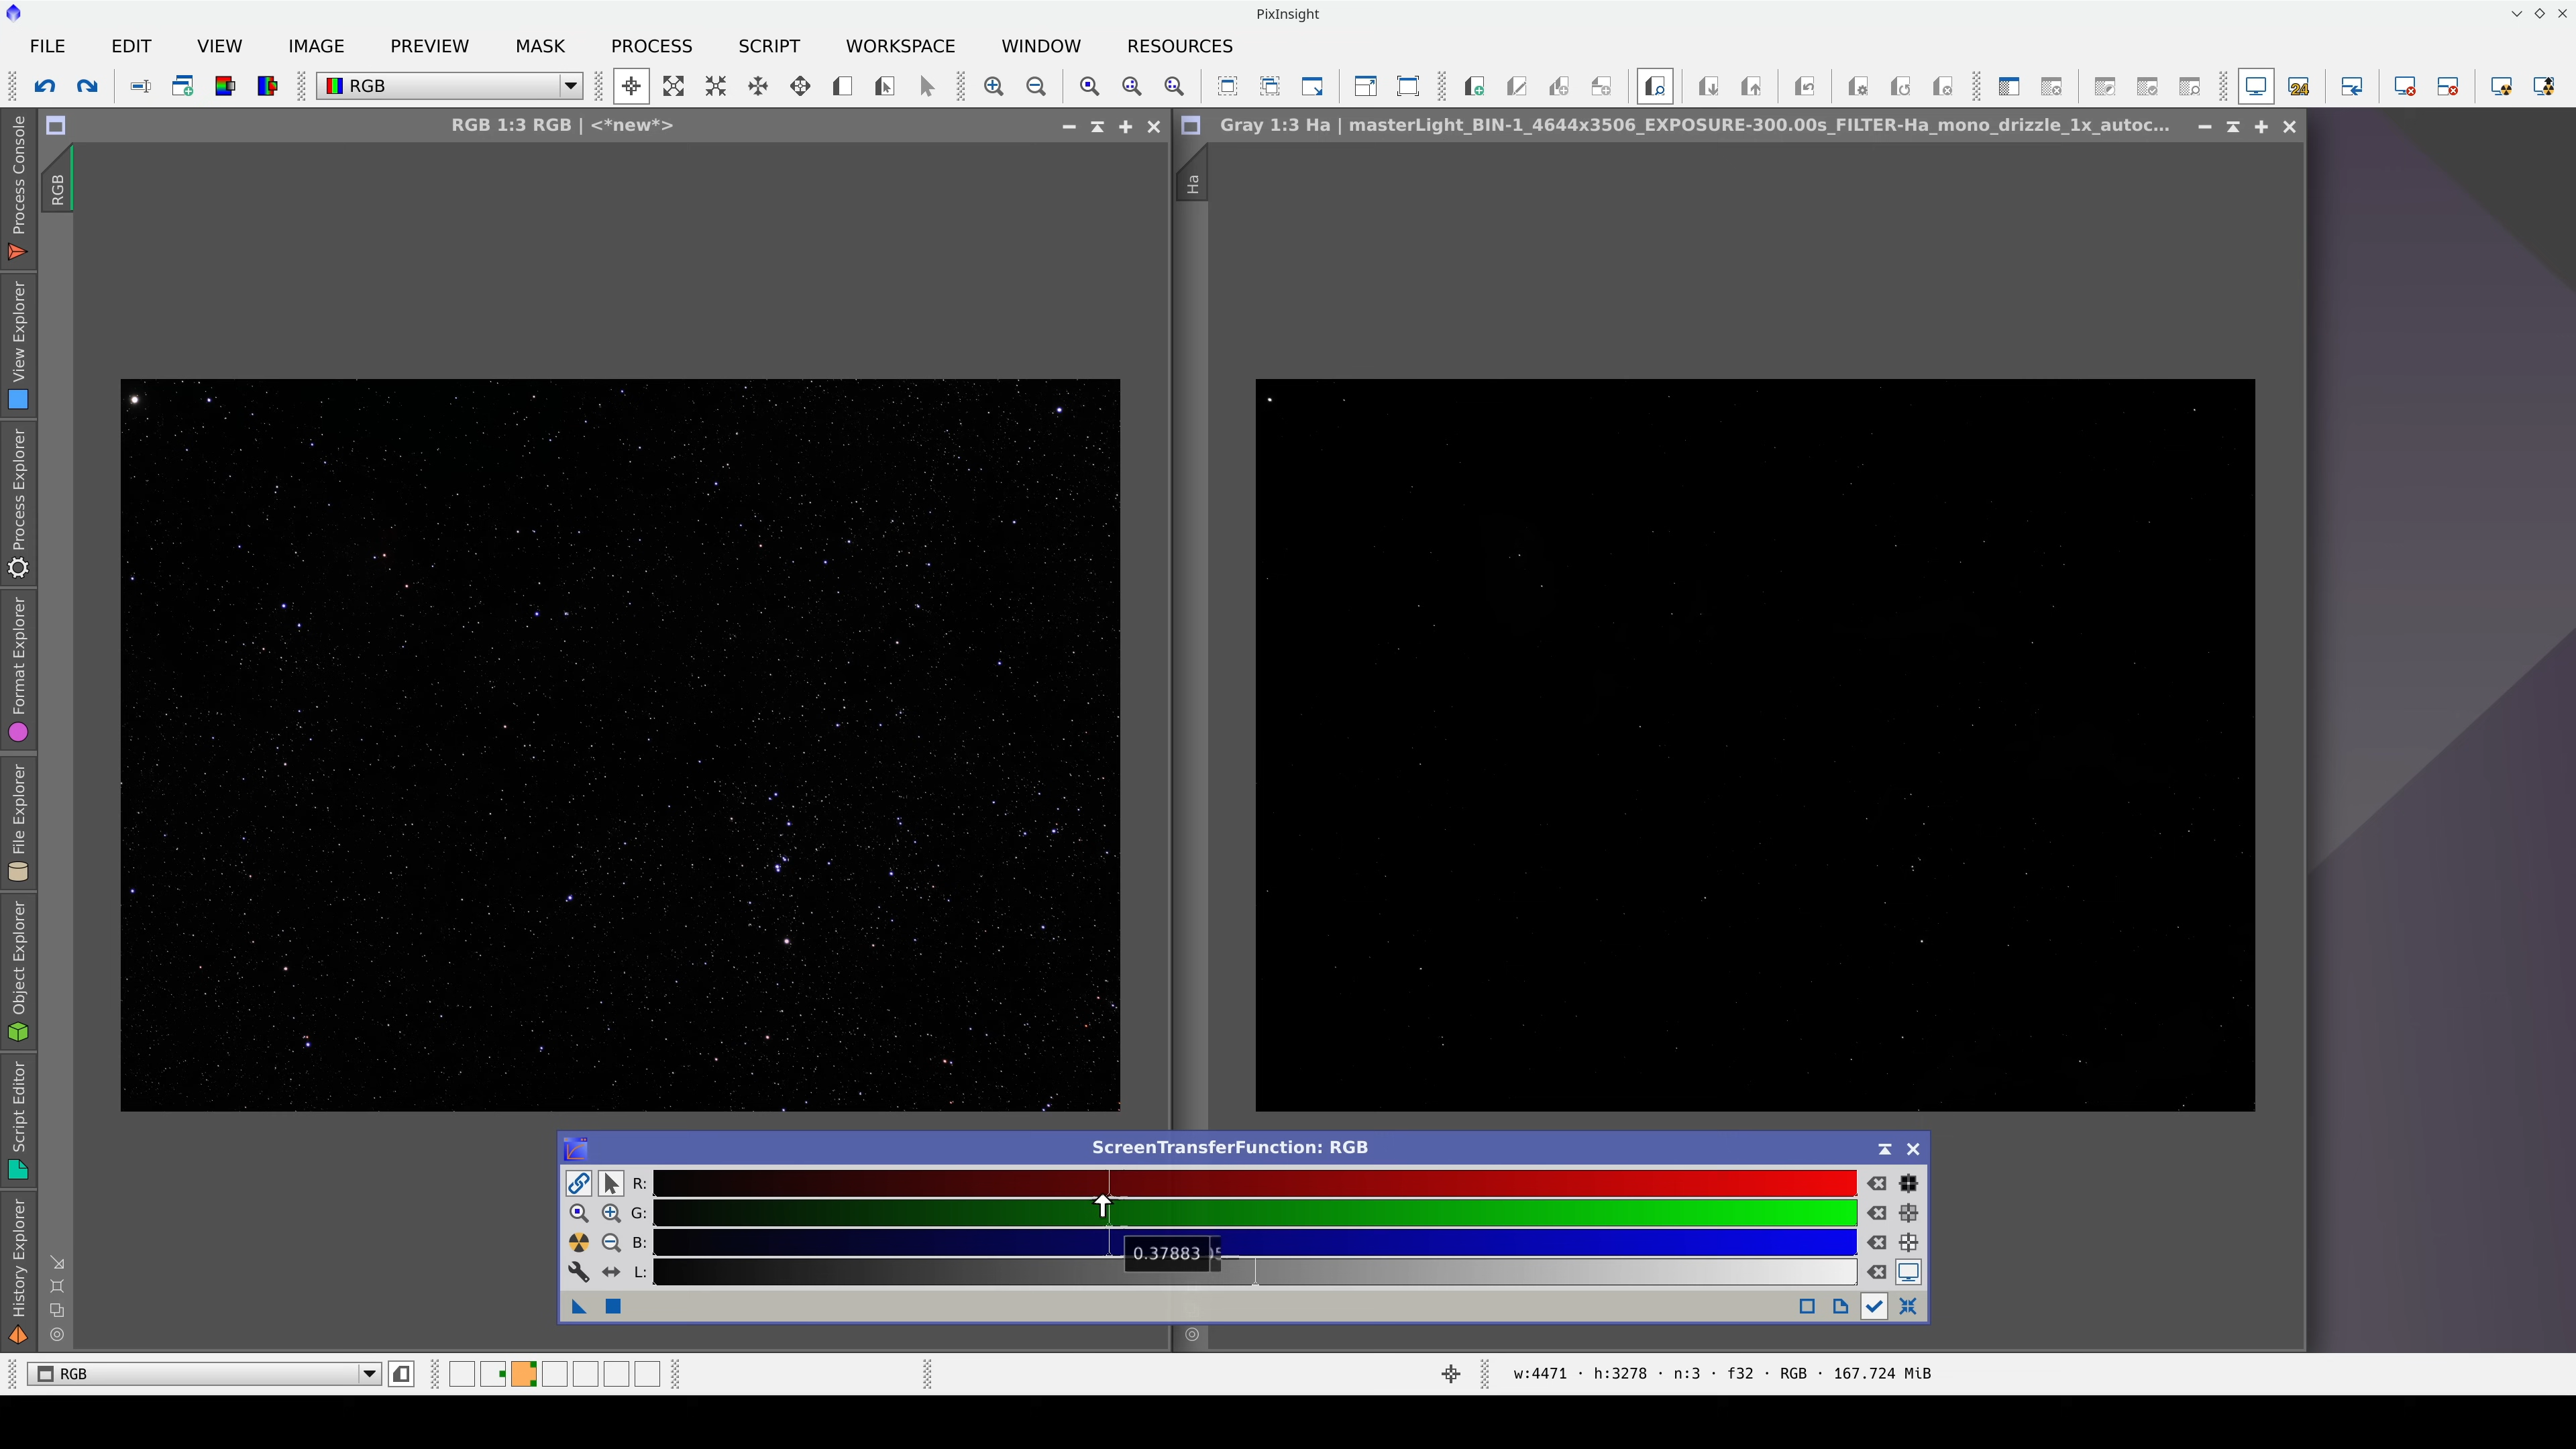 PixInsight
FILE EDIT VIEW IMAGE PREVIEW MASK PROCESS SCRIPT WORKSPACE WINDOW RESOURCES
RGB
24
RGB 1:3 RGB | <*new*>
Gray 1:3 Ha | masterLight_BIN-1_4644x3506_EXPOSURE-300.00s_FILTER-Ha_mono_drizzle_1x_autoc...
Process Console
View Explorer
Process Explorer
Format Explorer
File Explorer
Object Explorer
Script Editor
History Explorer
RGB
Ha
ScreenTransferFunction: RGB
R:
G:
B:
0.37883
L:
RGB
w:4471 · h:3278 · n:3 · f32 · RGB · 167.724 MiB